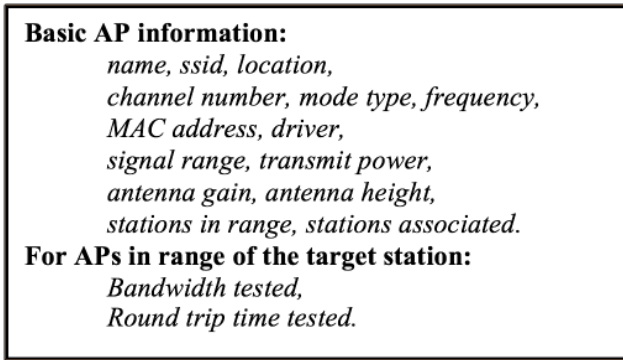 Basic AP information:
name, ssid, location,
channel number, mode type, frequency,
MAC address, driver,
signal range, transmit power,
antenna gain, antenna height,
stations in range, stations associated.
For APs in range of the target station:
Bandwidth tested,
Round trip time tested.